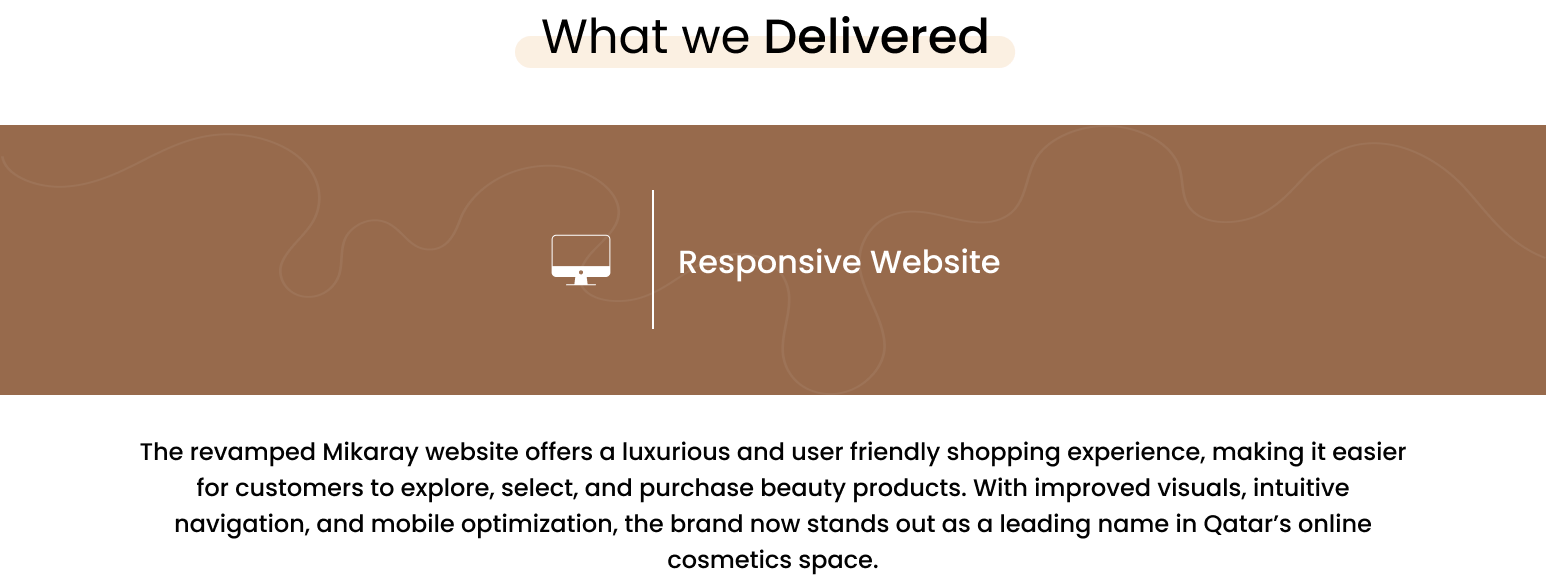 What we Delivered
Responsive Website
The revamped Mikaray website offers a luxurious and user friendly shopping experience, making it easier
for customers to explore, select, and purchase beauty products. With improved visuals, intuitive
navigation, and mobile optimization, the brand now stands out as a leading name in Qatar’s online
cosmetics space.